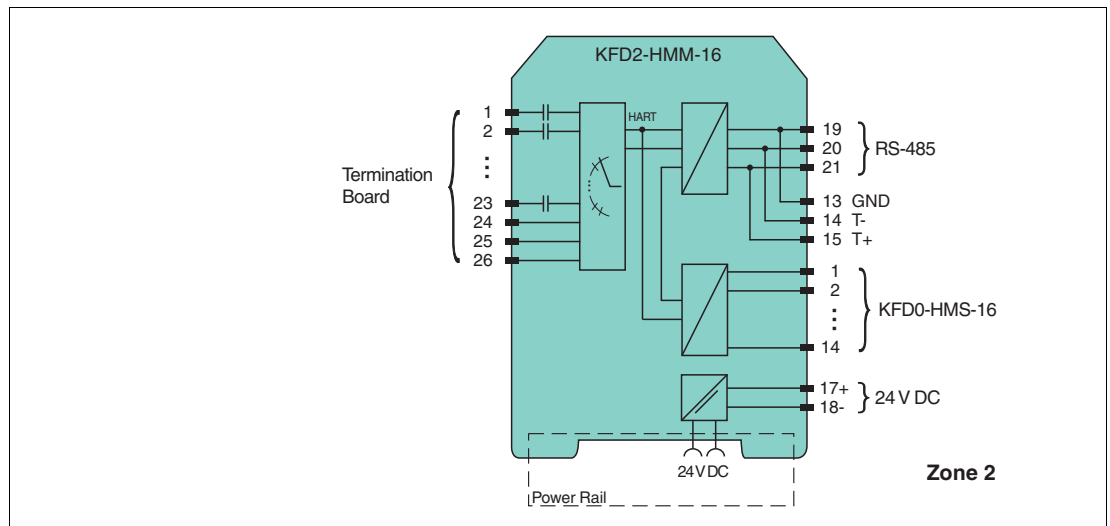 KFD2-HMM-16
Termination
Board
1
2
⋮
23
24
25
26
HART
19
20
21
RS-485
13 GND
14 T-
15 T+
1
2
⋮
14
KFD0-HMS-16
17+
18-
24 V DC
24V DC
Power Rail
Zone 2